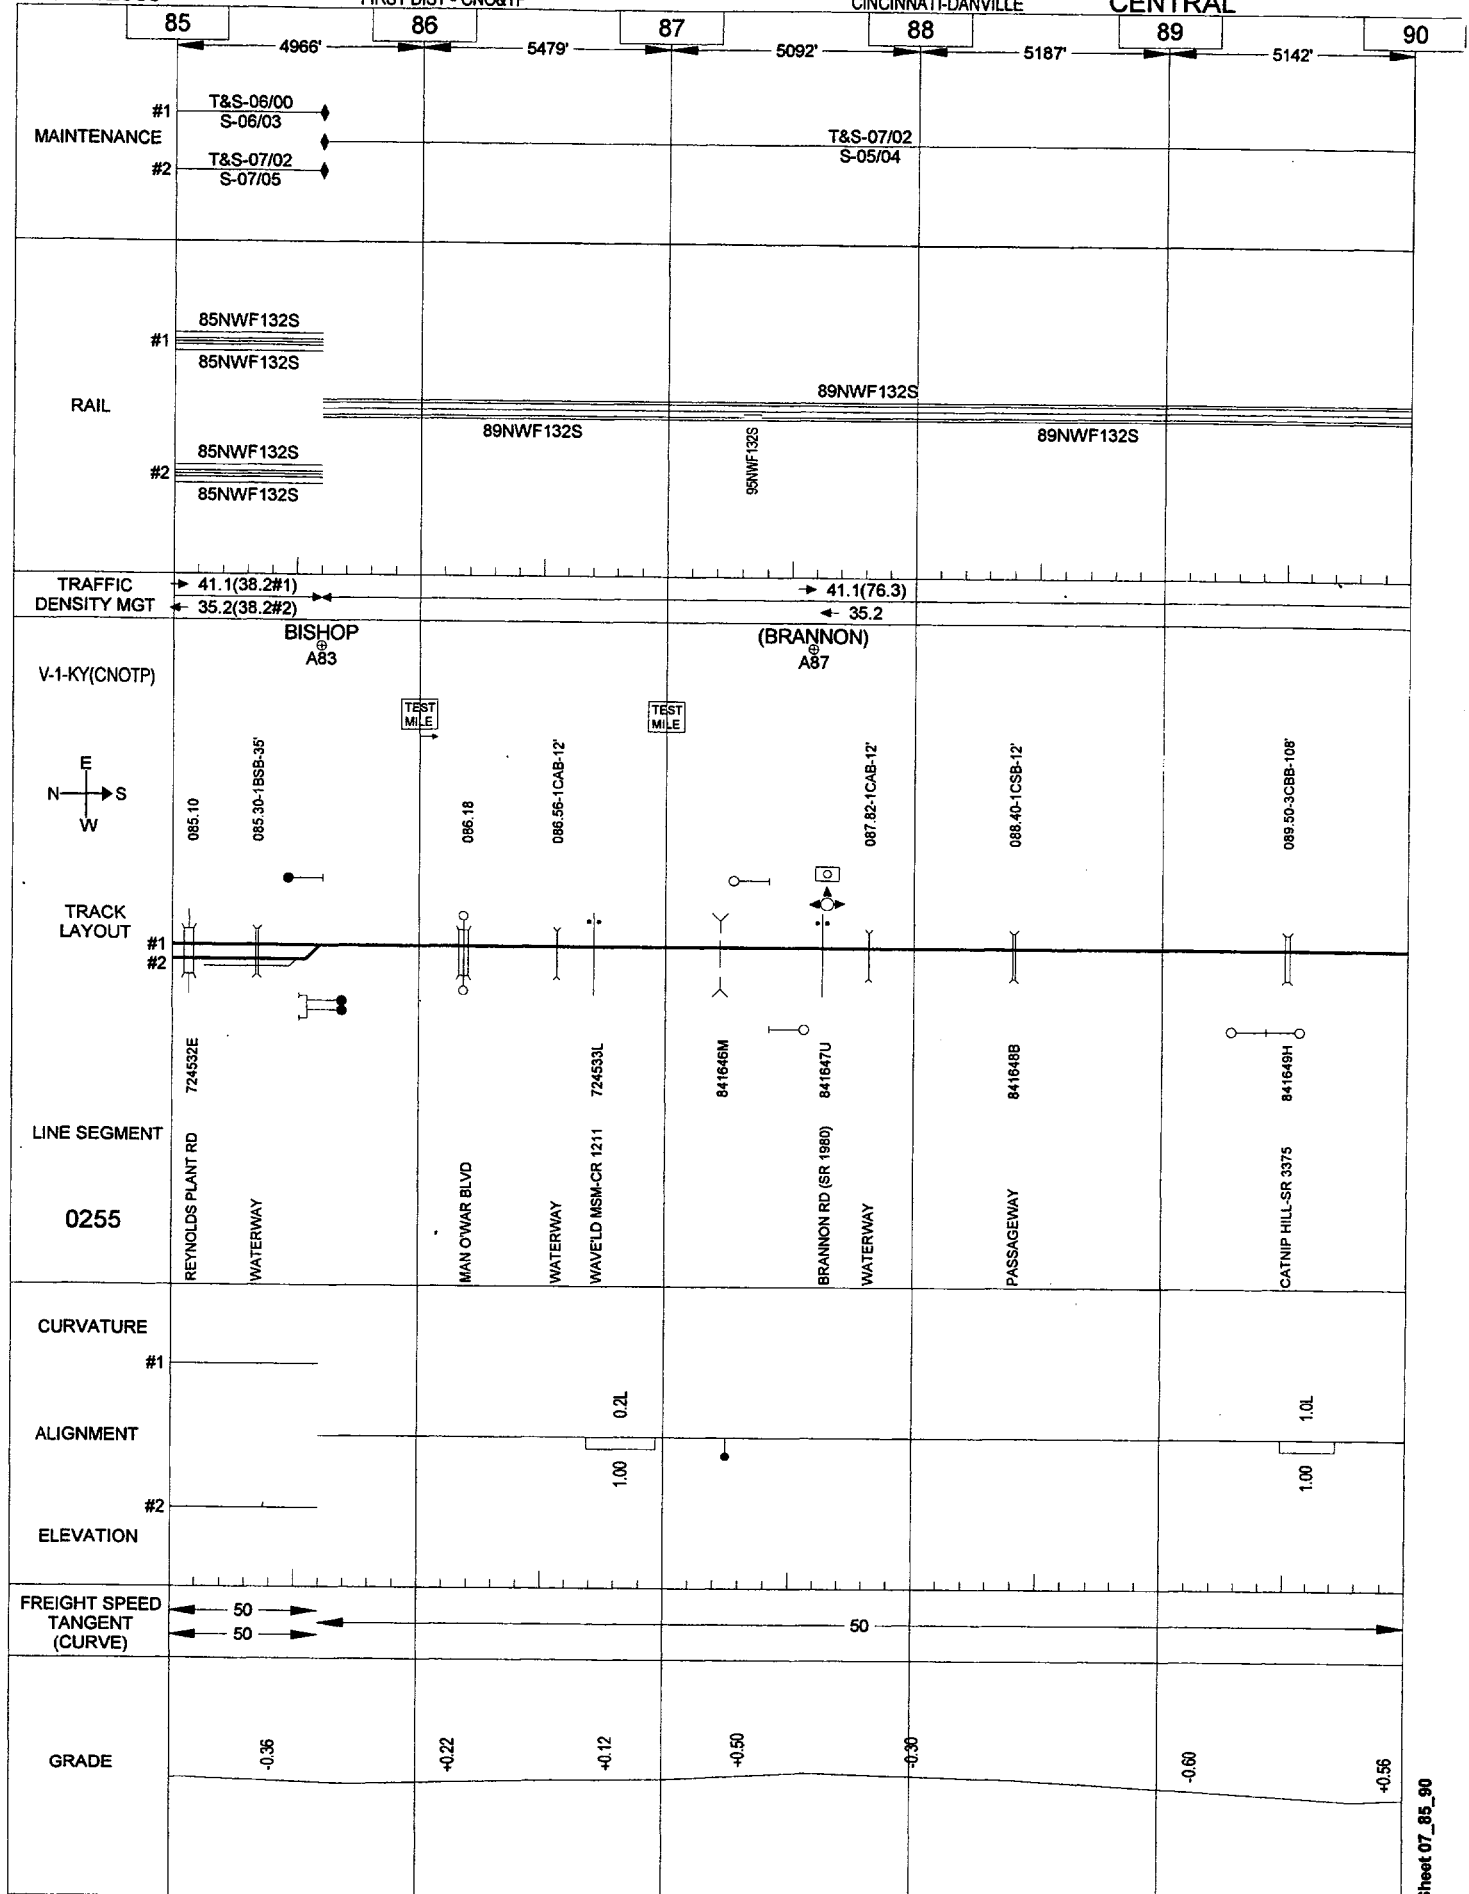 FIRST DIST - CNO&TP
CINCINNATI-DANVILLE
CENTRAL
85 86 87 88 89 90
4966' 5479' 5092' 5187' 5142'
MAINTENANCE
#1 T&S-06/00
S-06/03
T&S-07/02
S-05/04
#2 T&S-07/02
S-07/05
RAIL
#1
85NWF132S
85NWF132S
89NWF132S
89NWF132S
95NWF132S
89NWF132S
#2
85NWF132S
85NWF132S
TRAFFIC
DENSITY MGT
41.1(38.2#1)
35.2(38.2#2)
41.1(76.3)
35.2
V-1-KY(CNOTP)
BISHOP
A83
(BRANNON)
A87
TEST
MILE
TEST
MILE
E
N S
W
085.10
085.30-1BSB-35'
086.18
086.56-1CAB-12'
087.82-1CAB-12'
088.40-1CSB-12'
089.50-3CBB-108'
TRACK
LAYOUT
#1
#2
724532E
724533L
841646M
841647U
841648B
841649H
LINE SEGMENT
0255
REYNOLDS PLANT RD
WATERWAY
MAN O'WAR BLVD
WATERWAY
WAVE'LD MSM-CR 1211
BRANNON RD (SR 1980)
WATERWAY
PASSAGEWAY
CATNIP HILL-SR 3375
CURVATURE
#1
ALIGNMENT
0.2L
1.00
1.0L
1.00
#2
ELEVATION
FREIGHT SPEED
TANGENT
(CURVE)
50
50
50
GRADE
-0.36
+0.22
+0.12
+0.50
-0.30
-0.60
+0.56
Sheet 07_85_90